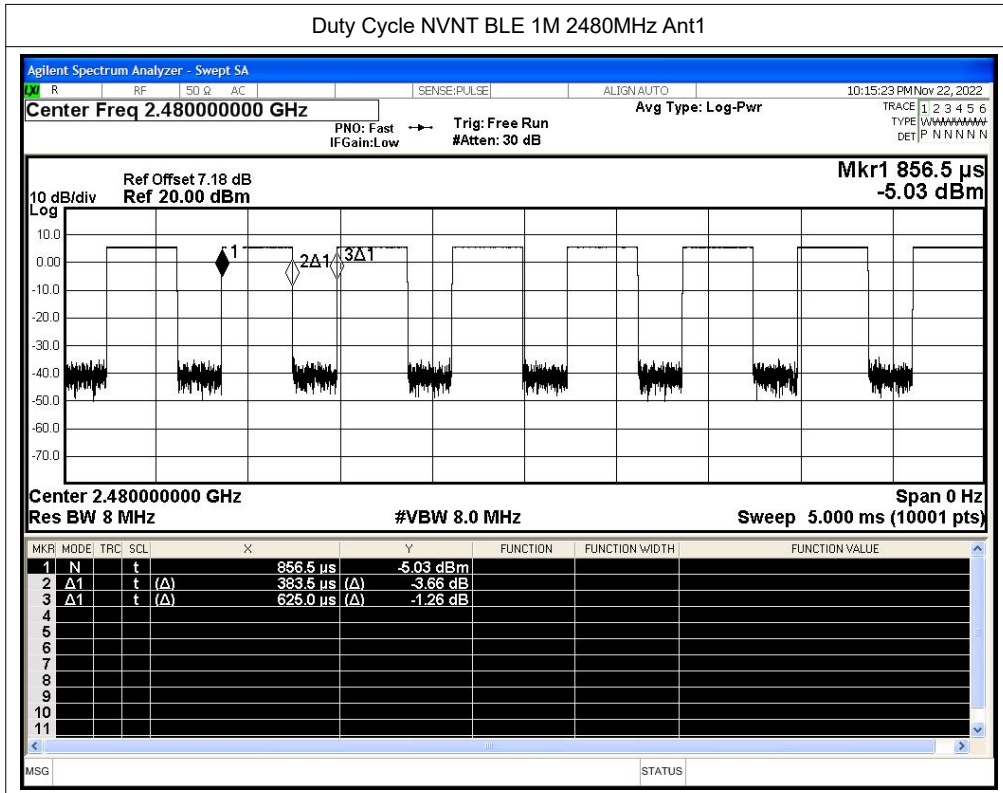 Duty Cycle NVNT BLE 1M 2480MHz Ant1
Agilent Spectrum Analyzer - Swept SA
LXI R RF 50 Ω AC SENSE:PULSE ALIGN AUTO 10:15:23 PM Nov 22, 2022
Center Freq 2.480000000 GHz
PNO: Fast
IFGain:Low
Trig: Free Run
#Atten: 30 dB
Avg Type: Log-Pwr
TRACE 1 2 3 4 5 6
TYPE WWWWWW
DET P N N N N N
Ref Offset 7.18 dB
10 dB/div Ref 20.00 dBm
Log
Mkr1 856.5 µs
-5.03 dBm
10.0
0.00
-10.0
-20.0
-30.0
-40.0
-50.0
-60.0
-70.0
1
2Δ1
3Δ1
Center 2.480000000 GHz Span 0 Hz
Res BW 8 MHz #VBW 8.0 MHz Sweep 5.000 ms (10001 pts)
MKR MODE TRC SCL X Y FUNCTION FUNCTION WIDTH FUNCTION VALUE
1 N t 856.5 µs -5.03 dBm
2 Δ1 t (Δ) 383.5 µs (Δ) -3.66 dB
3 Δ1 t (Δ) 625.0 µs (Δ) -1.26 dB
4
5
6
7
8
9
10
11
MSG STATUS